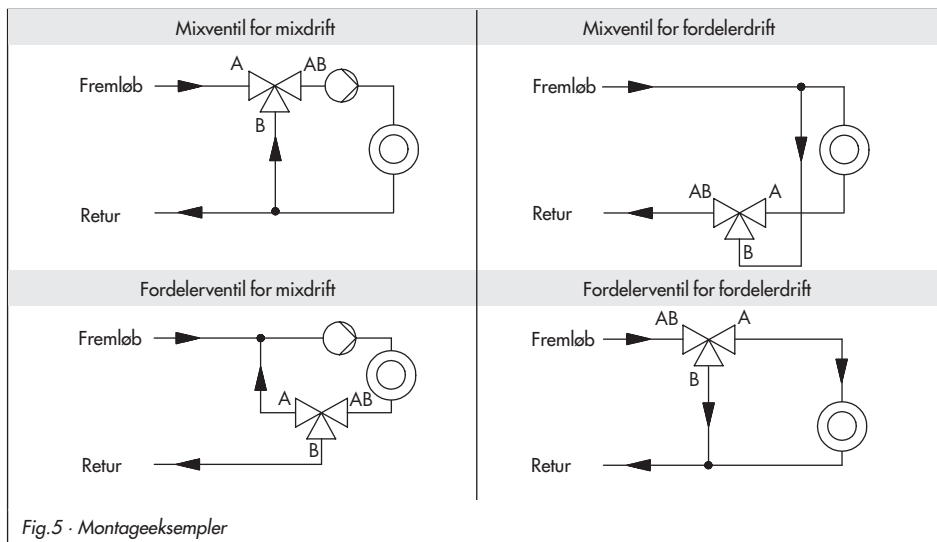 Mixventil for mixdrift
Fremløb
A
AB
B
Retur
Mixventil for fordelerdrift
Fremløb
AB
A
Retur
B
Fordelerventil for mixdrift
Fremløb
A
AB
B
Retur
Fordelerventil for fordelerdrift
AB
A
Fremløb
B
Retur
Fig.5 · Montageeksempler